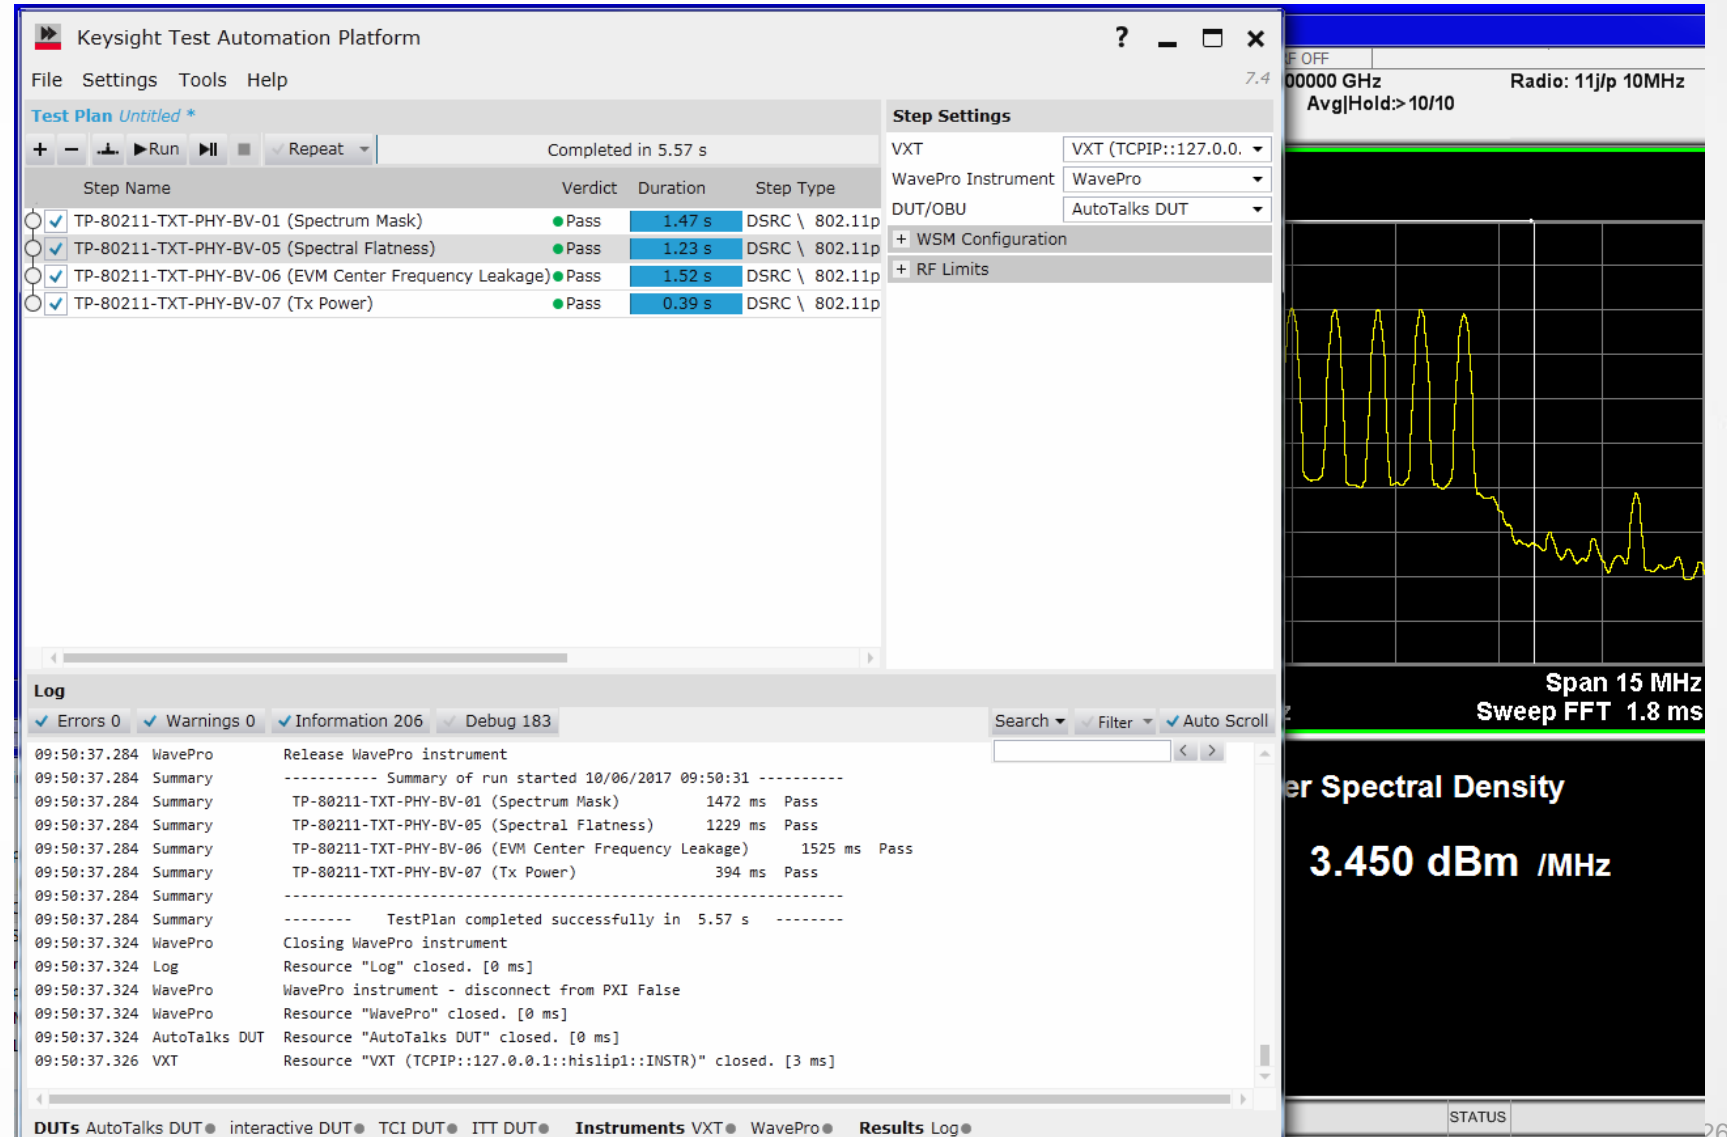 Keysight Test Automation Platform
? 
File Settings Tools Help
7.4
Test Plan Untitled *
Run
Repeat
Completed in 5.57 s
Step Name Verdict Duration Step Type
TP-80211-TXT-PHY-BV-01 (Spectrum Mask) Pass 1.47 s DSRC \ 802.11p
TP-80211-TXT-PHY-BV-05 (Spectral Flatness) Pass 1.23 s DSRC \ 802.11p
TP-80211-TXT-PHY-BV-06 (EVM Center Frequency Leakage) Pass 1.52 s DSRC \ 802.11p
TP-80211-TXT-PHY-BV-07 (Tx Power) Pass 0.39 s DSRC \ 802.11p
Step Settings
VXT VXT (TCPIP::127.0.0.
WavePro Instrument WavePro
DUT/OBU AutoTalks DUT
+ WSM Configuration
+ RF Limits
OFF
00000 GHz Radio: 11j/p 10MHz
Avg|Hold:> 10/10
Span 15 MHz
Sweep FFT 1.8 ms
Spectral Density
3.450 dBm /MHz
STATUS
Log
Errors 0 Warnings 0 Information 206 Debug 183 Search Filter Auto Scroll
< >
09:50:37.284 WavePro Release WavePro instrument
09:50:37.284 Summary ----------- Summary of run started 10/06/2017 09:50:31 ----------
09:50:37.284 Summary TP-80211-TXT-PHY-BV-01 (Spectrum Mask) 1472 ms Pass
09:50:37.284 Summary TP-80211-TXT-PHY-BV-05 (Spectral Flatness) 1229 ms Pass
09:50:37.284 Summary TP-80211-TXT-PHY-BV-06 (EVM Center Frequency Leakage) 1525 ms Pass
09:50:37.284 Summary TP-80211-TXT-PHY-BV-07 (Tx Power) 394 ms Pass
09:50:37.284 Summary --------------------------------------------------------------
09:50:37.284 Summary -------- TestPlan completed successfully in 5.57 s --------
09:50:37.324 WavePro Closing WavePro instrument
09:50:37.324 Log Resource "Log" closed. [0 ms]
09:50:37.324 WavePro WavePro instrument - disconnect from PXI False
09:50:37.324 WavePro Resource "WavePro" closed. [0 ms]
09:50:37.324 AutoTalks DUT Resource "AutoTalks DUT" closed. [0 ms]
09:50:37.326 VXT Resource "VXT (TCPIP::127.0.0.1::hislip1::INSTR)" closed. [3 ms]
DUTs AutoTalks DUT interactive DUT TCI DUT ITT DUT Instruments VXT WavePro Results Log
26